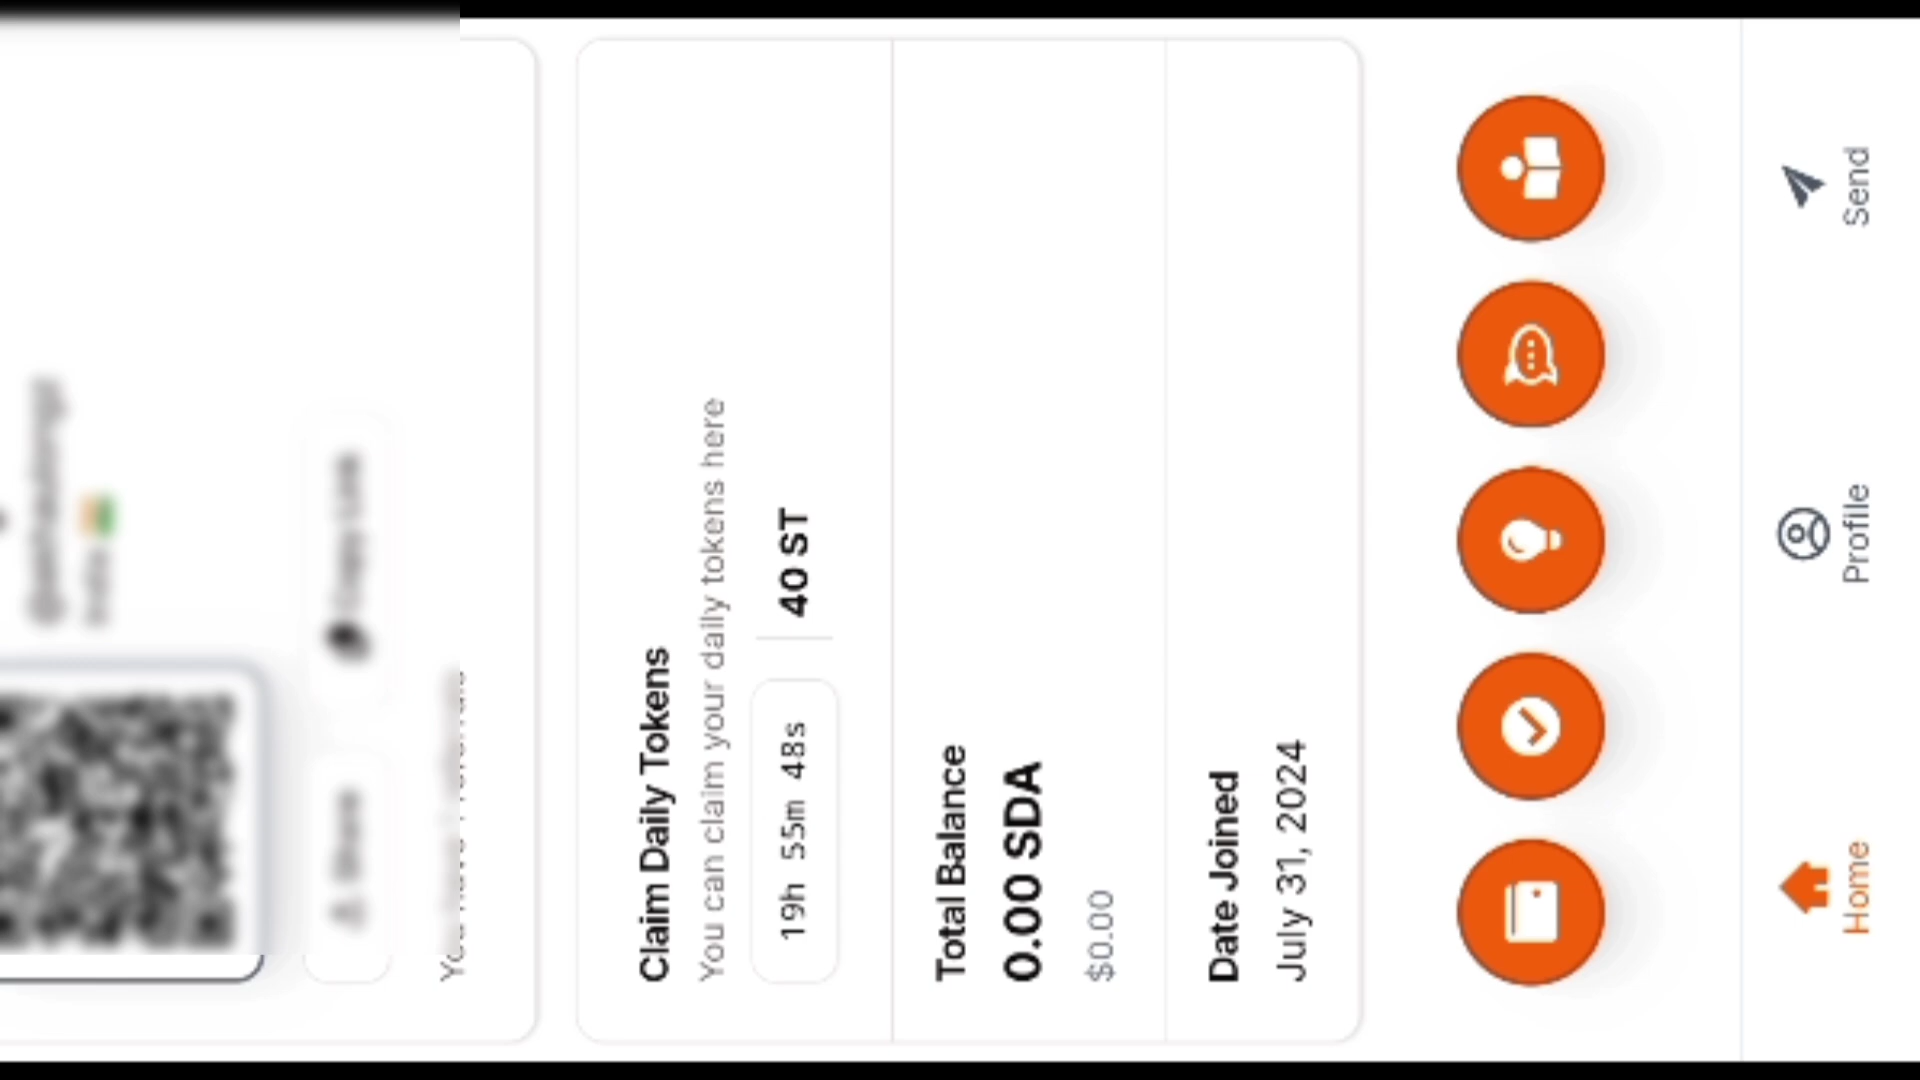 Claim Daily Tokens
You can claim your daily tokens here
19h 55m 48s
40 ST
Total Balance
0.00 SDA
$0.00
Date Joined
July 31, 2024
Home
Profile
Send